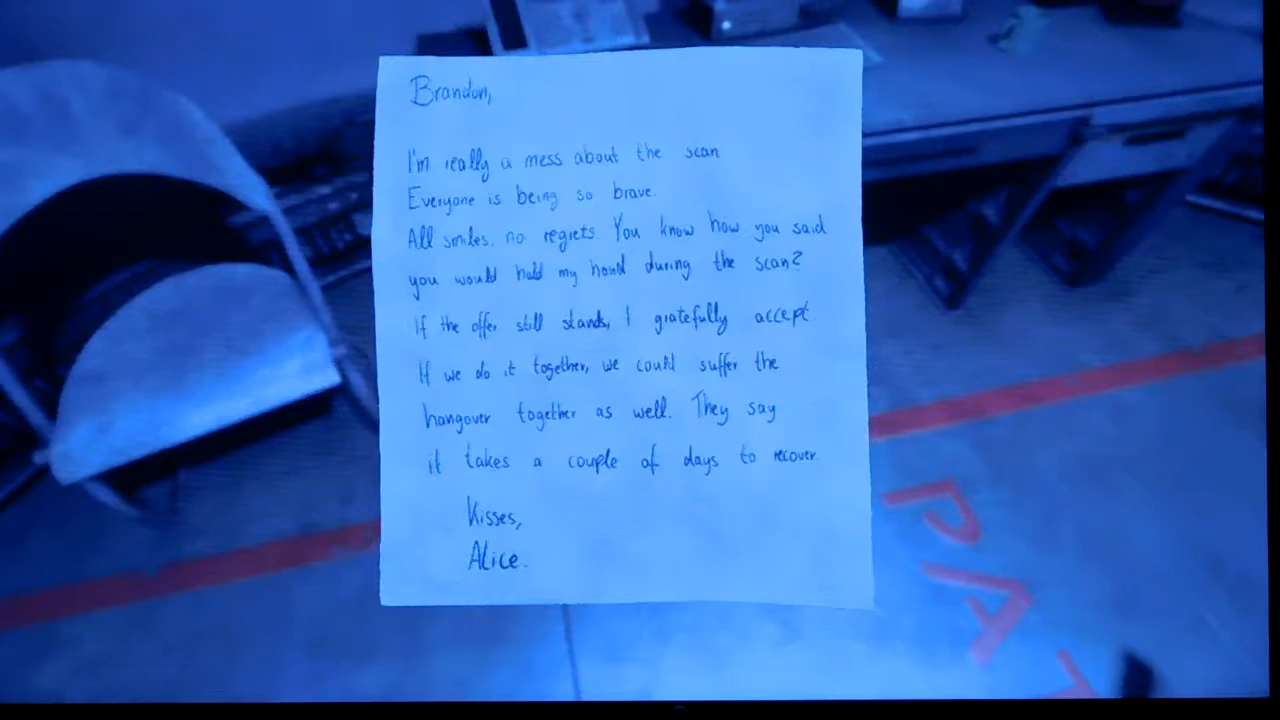 Brandon,
I'm really a mess about the scan
Everyone is being so brave.
All smiles, no regrets. You know how you said
you would hold my hand during the scan?
If the offer still stands, I gratefully accept
If we do it together, we could suffer the
hangover together as well. They say
it takes a couple of days to recover.
Kisses,
Alice.
PAT